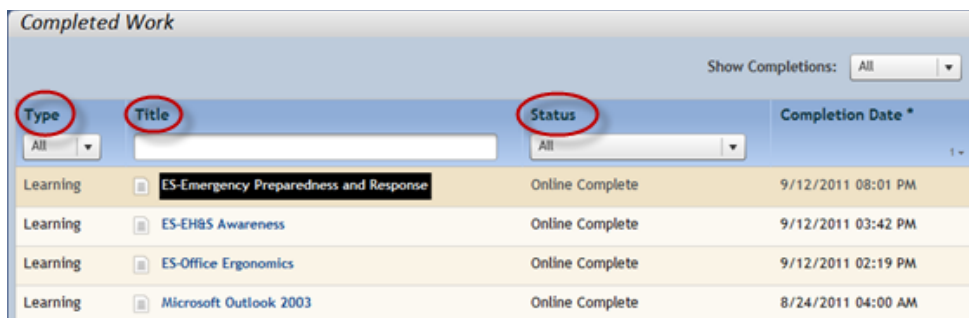 Completed Work
Show Completions: All
Type Title Status Completion Date *
All All 1
Learning ES-Emergency Preparedness and Response Online Complete 9/12/2011 08:01 PM
Learning ES-EH&S Awareness Online Complete 9/12/2011 03:42 PM
Learning ES-Office Ergonomics Online Complete 9/12/2011 02:19 PM
Learning Microsoft Outlook 2003 Online Complete 8/24/2011 04:00 AM